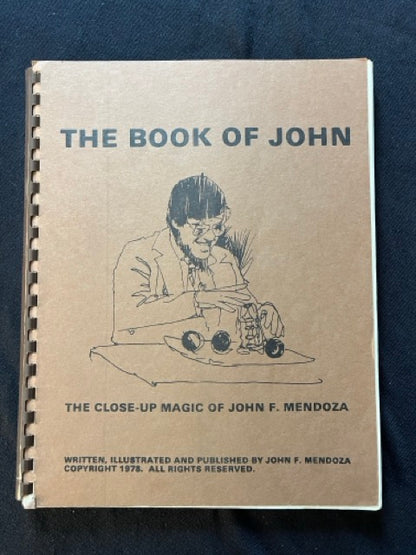 THE BOOK OF JOHN
THE CLOSE-UP MAGIC OF JOHN F. MENDOZA
WRITTEN, ILLUSTRATED AND PUBLISHED BY JOHN F. MENDOZA
COPYRIGHT 1978. ALL RIGHTS RESERVED.